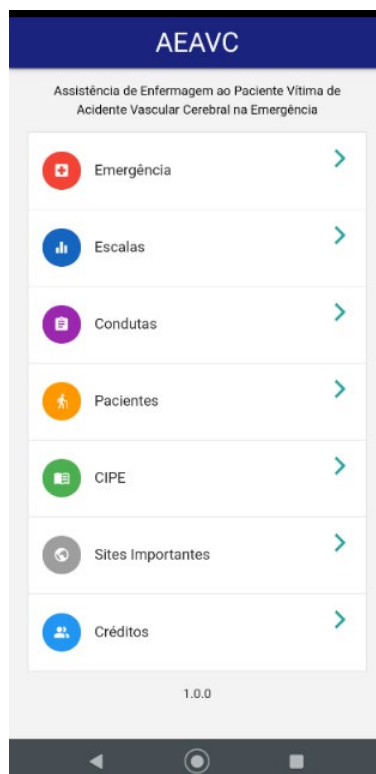 AEAVC
Assistência de Enfermagem ao Paciente Vítima de
Acidente Vascular Cerebral na Emergência
Emergência
Escalas
Condutas
Pacientes
CIPE
Sites Importantes
Créditos
1.0.0